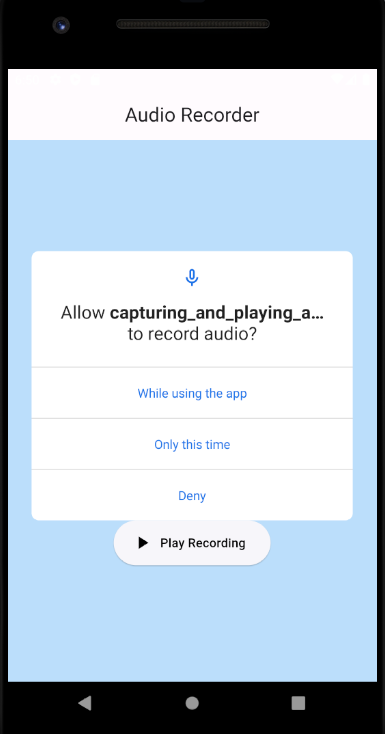 Audio Recorder
Allow capturing_and_playing_a...
to record audio?
While using the app
Only this time
Deny
Play Recording